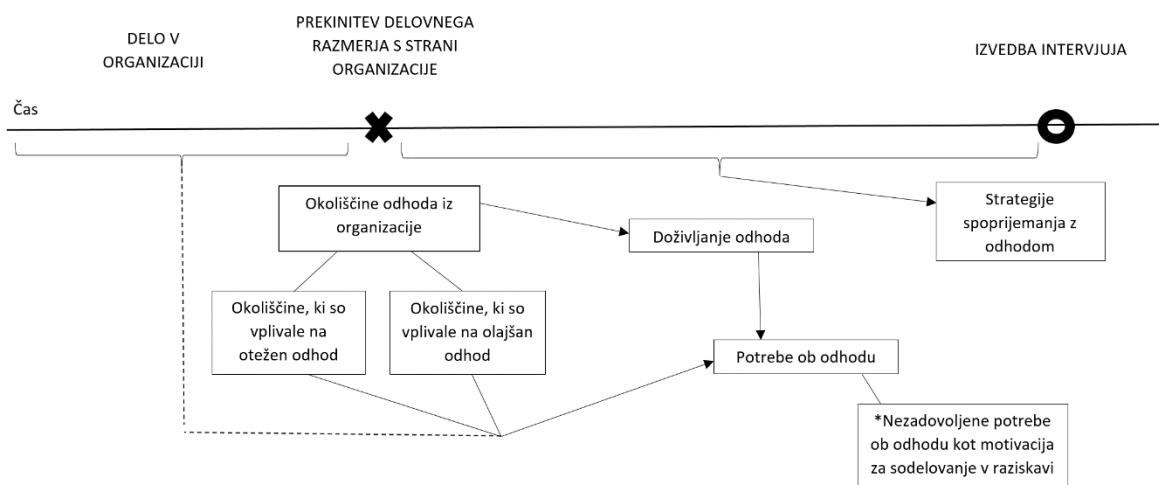 DELO V
ORGANIZACIJI
PREKINITEV DELOVNEGA
RAZMERJA S STRANI
ORGANIZACIJE
IZVEDBA INTERVJUJA
Čas
Okoliščine odhoda iz
organizacije
Doživljanje odhoda
Strategije
spoprijemanja z
odhodom
Okoliščine, ki so
vplivale na
otežen odhod
Okoliščine, ki so
vplivale na olajšan
odhod
Potrebe ob odhodu
*Nezadovoljene potrebe
ob odhodu kot motivacija
za sodelovanje v raziskavi